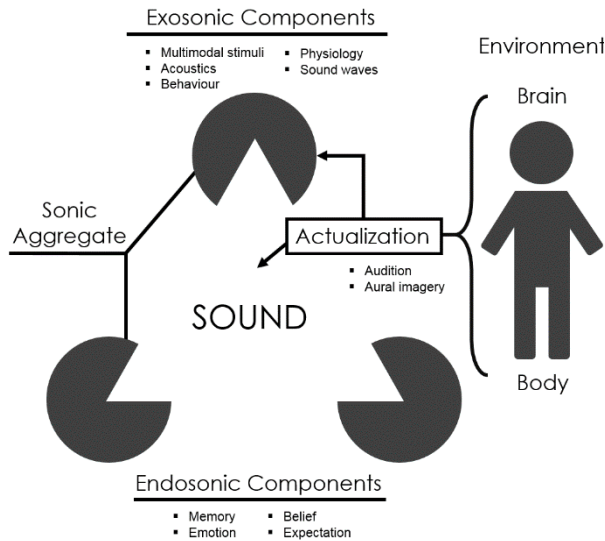 Exosonic Components
▪ Multimodal stimuli ▪ Physiology
▪ Acoustics ▪ Sound waves
▪ Behaviour
Environment
Brain
Sonic
Aggregate
Actualization
▪ Audition
▪ Aural imagery
SOUND
Body
Endosonic Components
▪ Memory ▪ Belief
▪ Emotion ▪ Expectation